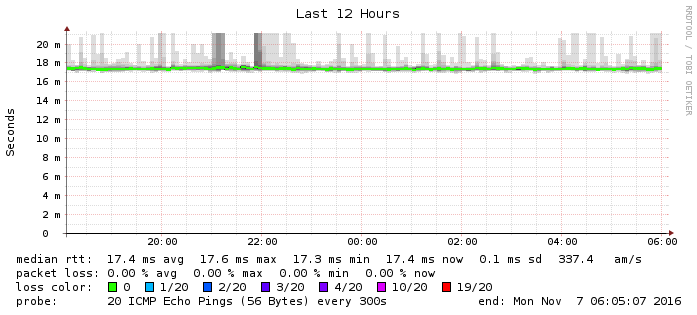 Last 12 Hours
RRDTOOL / TOBI OETIKER
Seconds
20 m
18 m
16 m
14 m
12 m
10 m
8 m
6 m
4 m
2 m
0
20:00 22:00 00:00 02:00 04:00 06:00
median rtt: 17.4 ms avg 17.6 ms max 17.3 ms min 17.4 ms now 0.1 ms sd 337.4 am/s
packet loss: 0.00 % avg 0.00 % max 0.00 % min 0.00 % now
loss color: 0 1/20 2/20 3/20 4/20 10/20 19/20
probe: 20 ICMP Echo Pings (56 Bytes) every 300s end: Mon Nov 7 06:05:07 2016